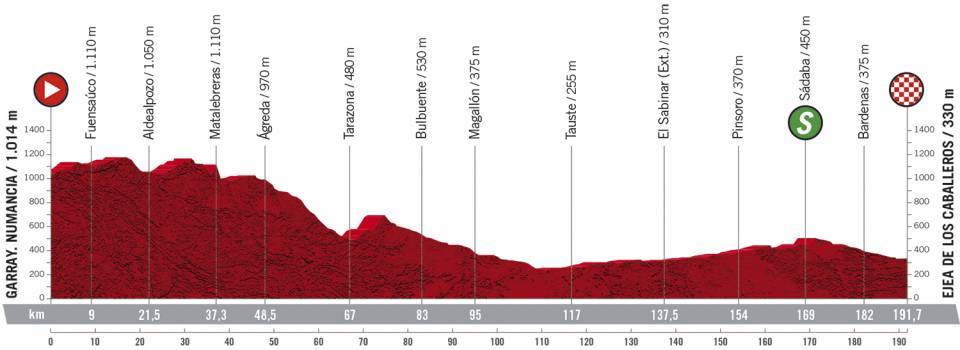 GARRAY. NUMANCIA / 1.014 m
Fuensaúco / 1.110 m
Aldealpozo / 1.050 m
Matalebreras / 1.110 m
Ágreda / 970 m
Tarazona / 480 m
Bulbuente / 530 m
Magallón / 375 m
Tauste / 255 m
El Sabinar (Ext.) / 310 m
Pinsoro / 370 m
Sádaba / 450 m
S
Bardenas / 375 m
EJEA DE LOS CABALLEROS / 330 m
1400 1400
1200 1200
1000 1000
800 800
600 600
400 400
200 200
0 0
km 9 21,5 37,3 48,5 67 83 95 117 137,5 154 169 182 191,7
0 10 20 30 40 50 60 70 80 90 100 110 120 130 140 150 160 170 180 190